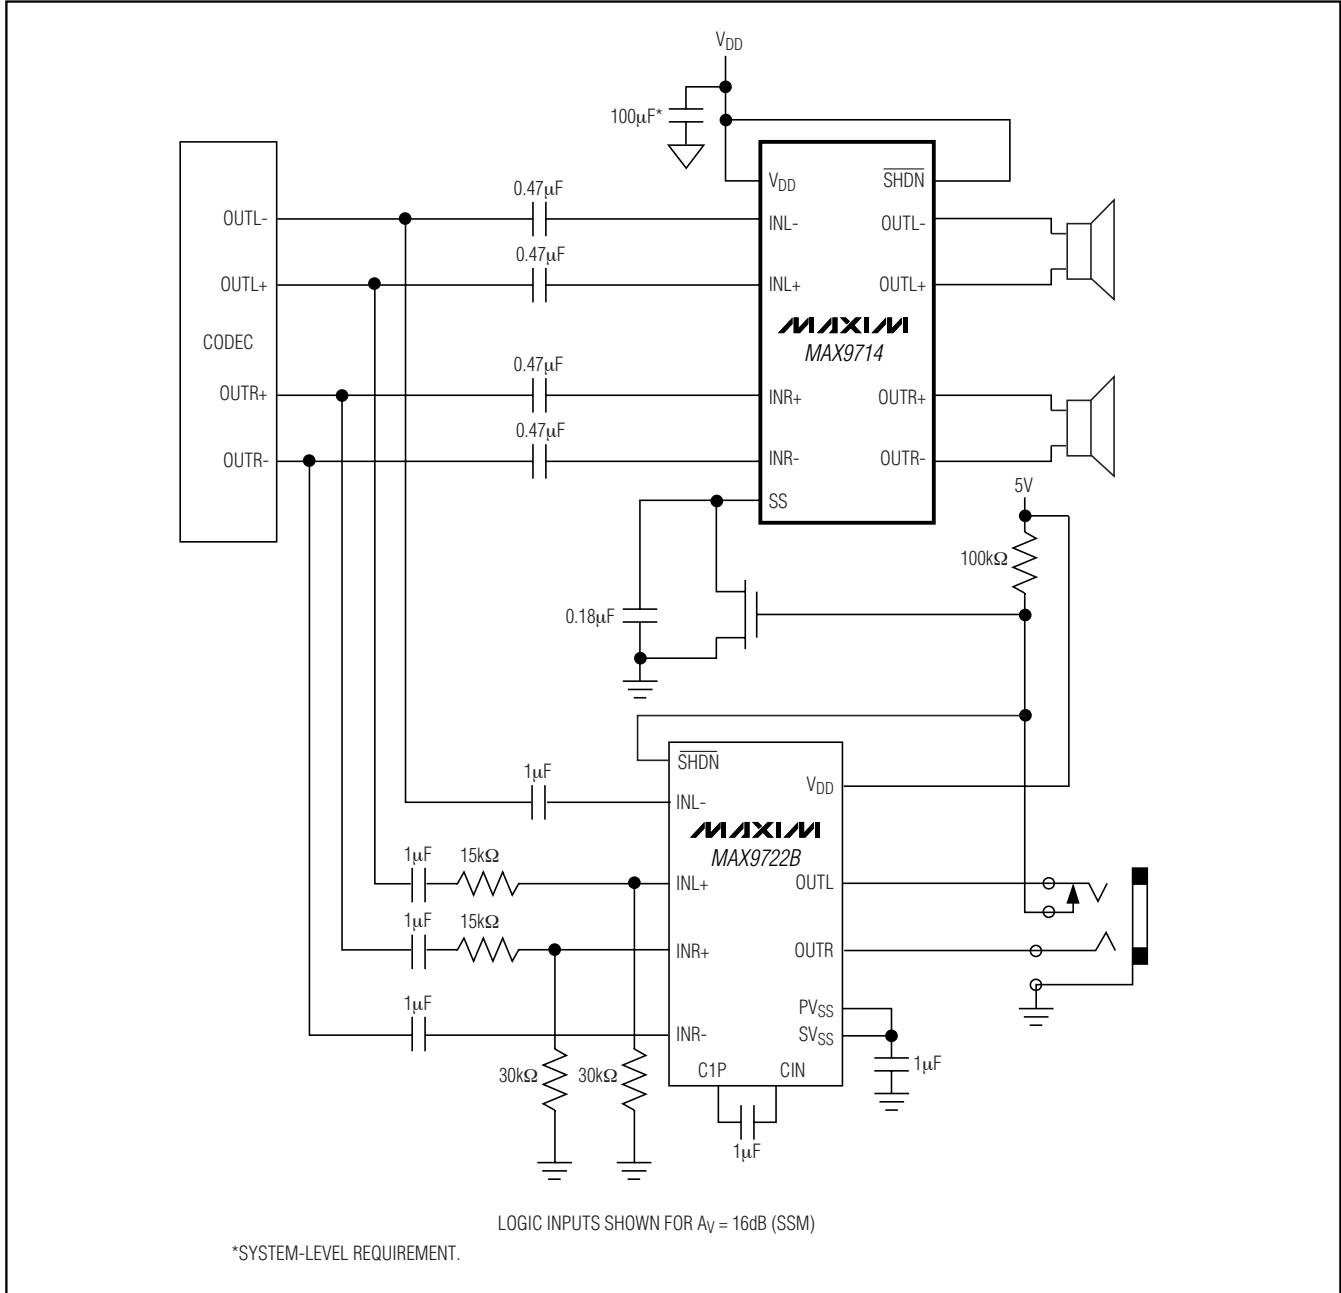 VDD
100µF*
VDD
SHDN
0.47µF
OUTL-
INL-
OUTL-
0.47µF
OUTL+
INL+
OUTL+
MAXIM
CODEC
MAX9714
0.47µF
OUTR+
INR+
OUTR+
0.47µF
OUTR-
INR-
OUTR-
5V
SS
100kΩ
0.18µF
SHDN
1µF
VDD
INL-
MAXIM
1µF
15kΩ
MAX9722B
INL+
OUTL
1µF
15kΩ
INR+
OUTR
1µF
PVSS
INR-
SVSS
1µF
30kΩ
30kΩ
C1P
CIN
1µF
LOGIC INPUTS SHOWN FOR AV = 16dB (SSM)
*SYSTEM-LEVEL REQUIREMENT.